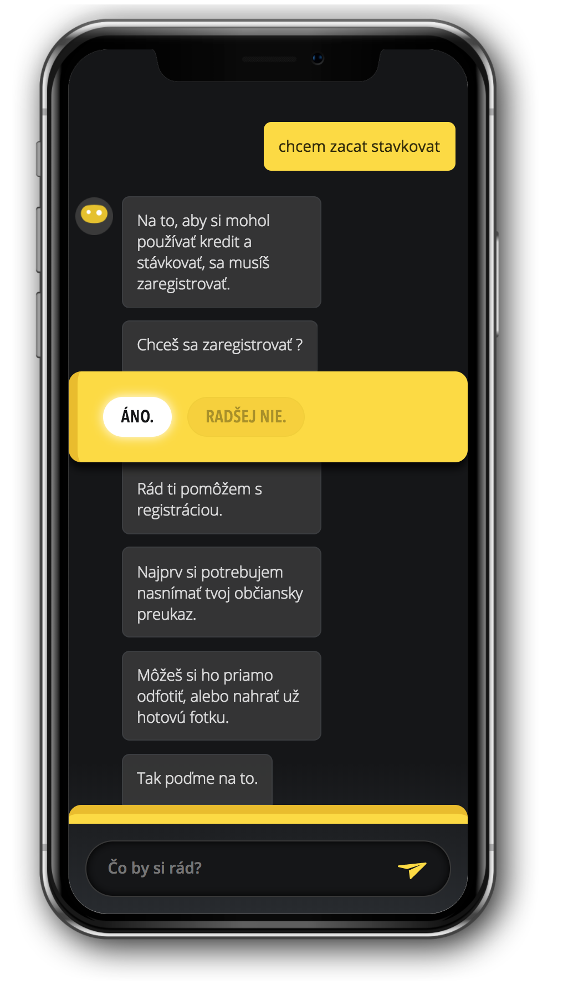 chcem zacat stavkovat
Na to, aby si mohol
používať kredit a
stávkovať, sa musíš
zaregistrovať.
Chceš sa zaregistrovať ?
ÁNO.
RADŠEJ NIE.
Rád ti pomôžem s
registráciou.
Najprv si potrebujem
nasnímať tvoj občiansky
preukaz.
Môžeš si ho priamo
odfotiť, alebo nahrať už
hotovú fotku.
Tak poďme na to.
Čo by si rád?